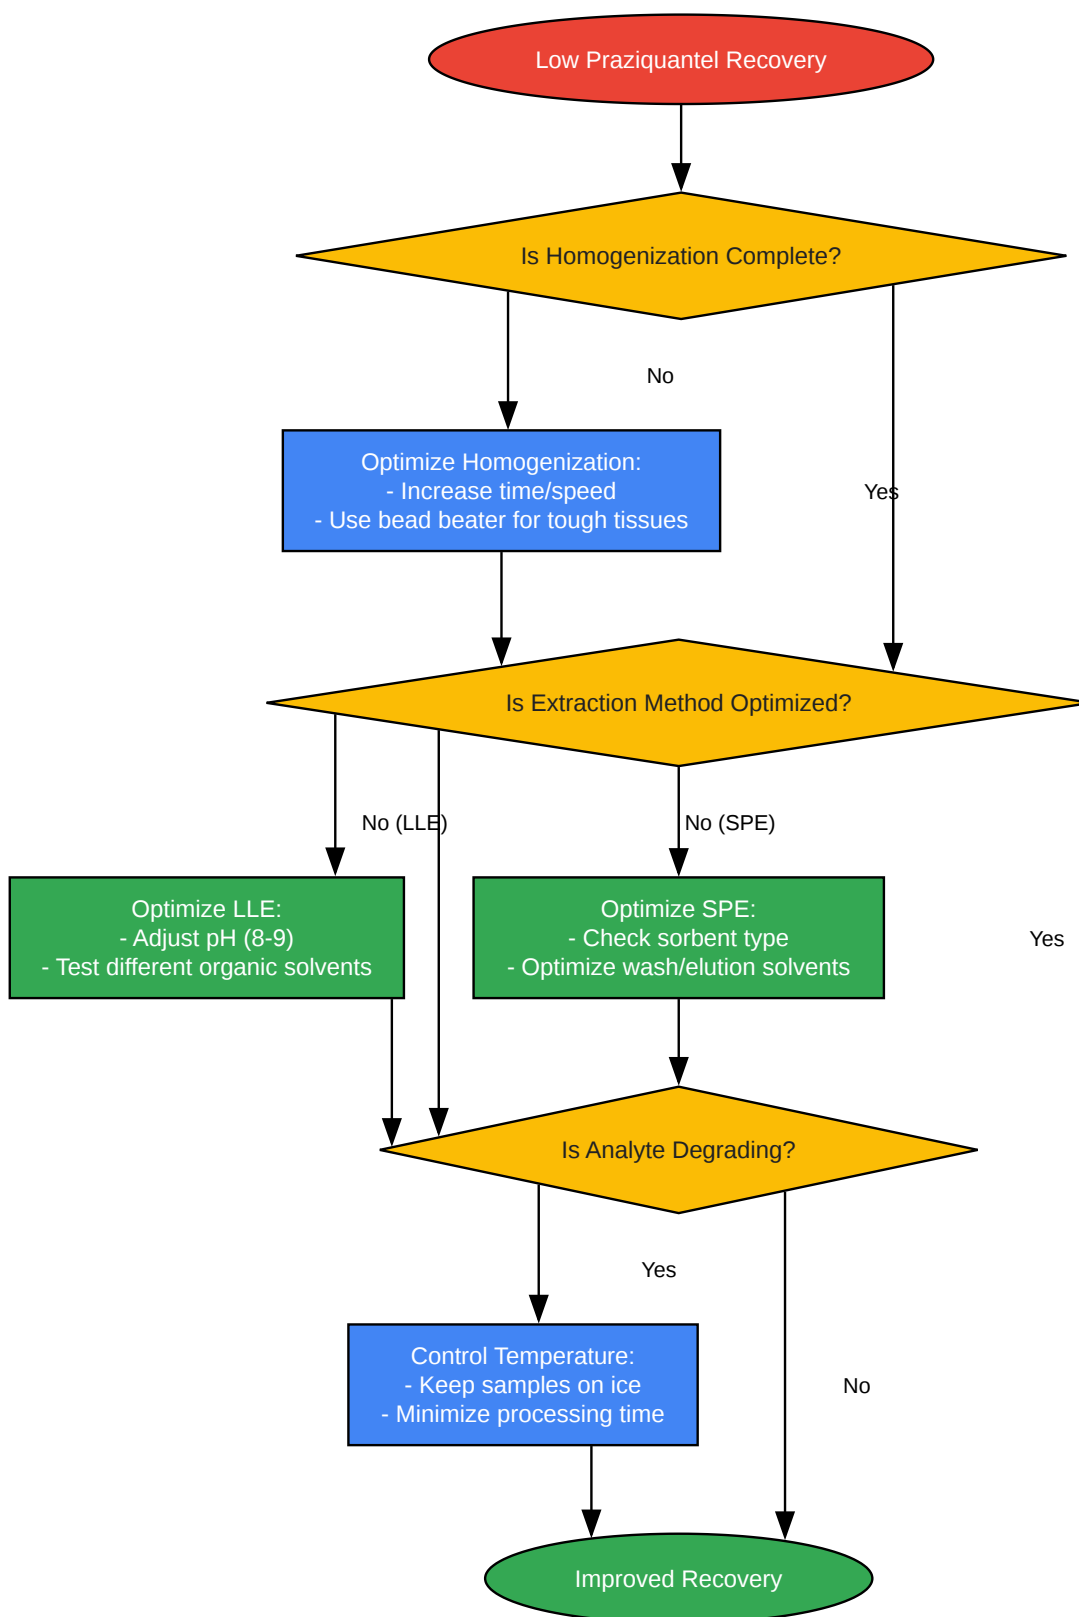 Low Praziquantel Recovery
Is Homogenization Complete?
No
Optimize Homogenization:
- Increase time/speed
- Use bead beater for tough tissues
Yes
Is Extraction Method Optimized?
No (LLE)
No (SPE)
Optimize LLE:
- Adjust pH (8-9)
- Test different organic solvents
Optimize SPE:
- Check sorbent type
- Optimize wash/elution solvents
Yes
Is Analyte Degrading?
Yes
Control Temperature:
- Keep samples on ice
- Minimize processing time
No
Improved Recovery